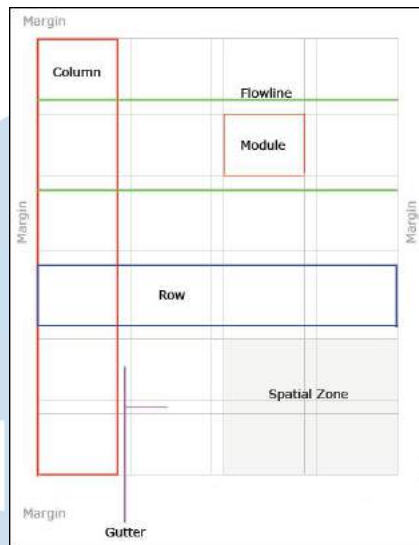 Margin
Column
Flowline
Module
Margin
Margin
Row
Spatial Zone
Margin
Gutter